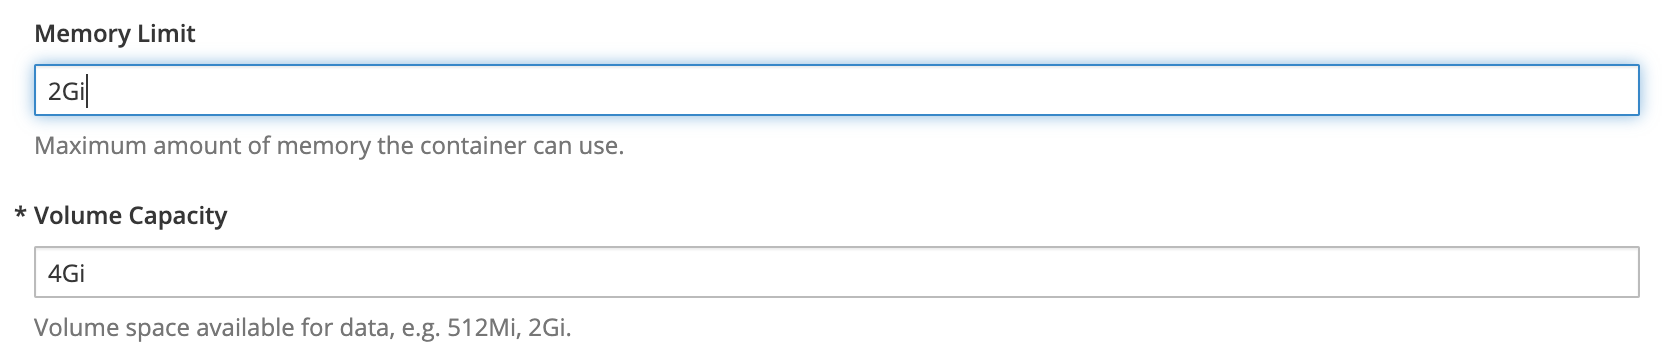 Memory Limit
2Gi
Maximum amount of memory the container can use.
* Volume Capacity
4Gi
Volume space available for data, e.g. 512Mi, 2Gi.